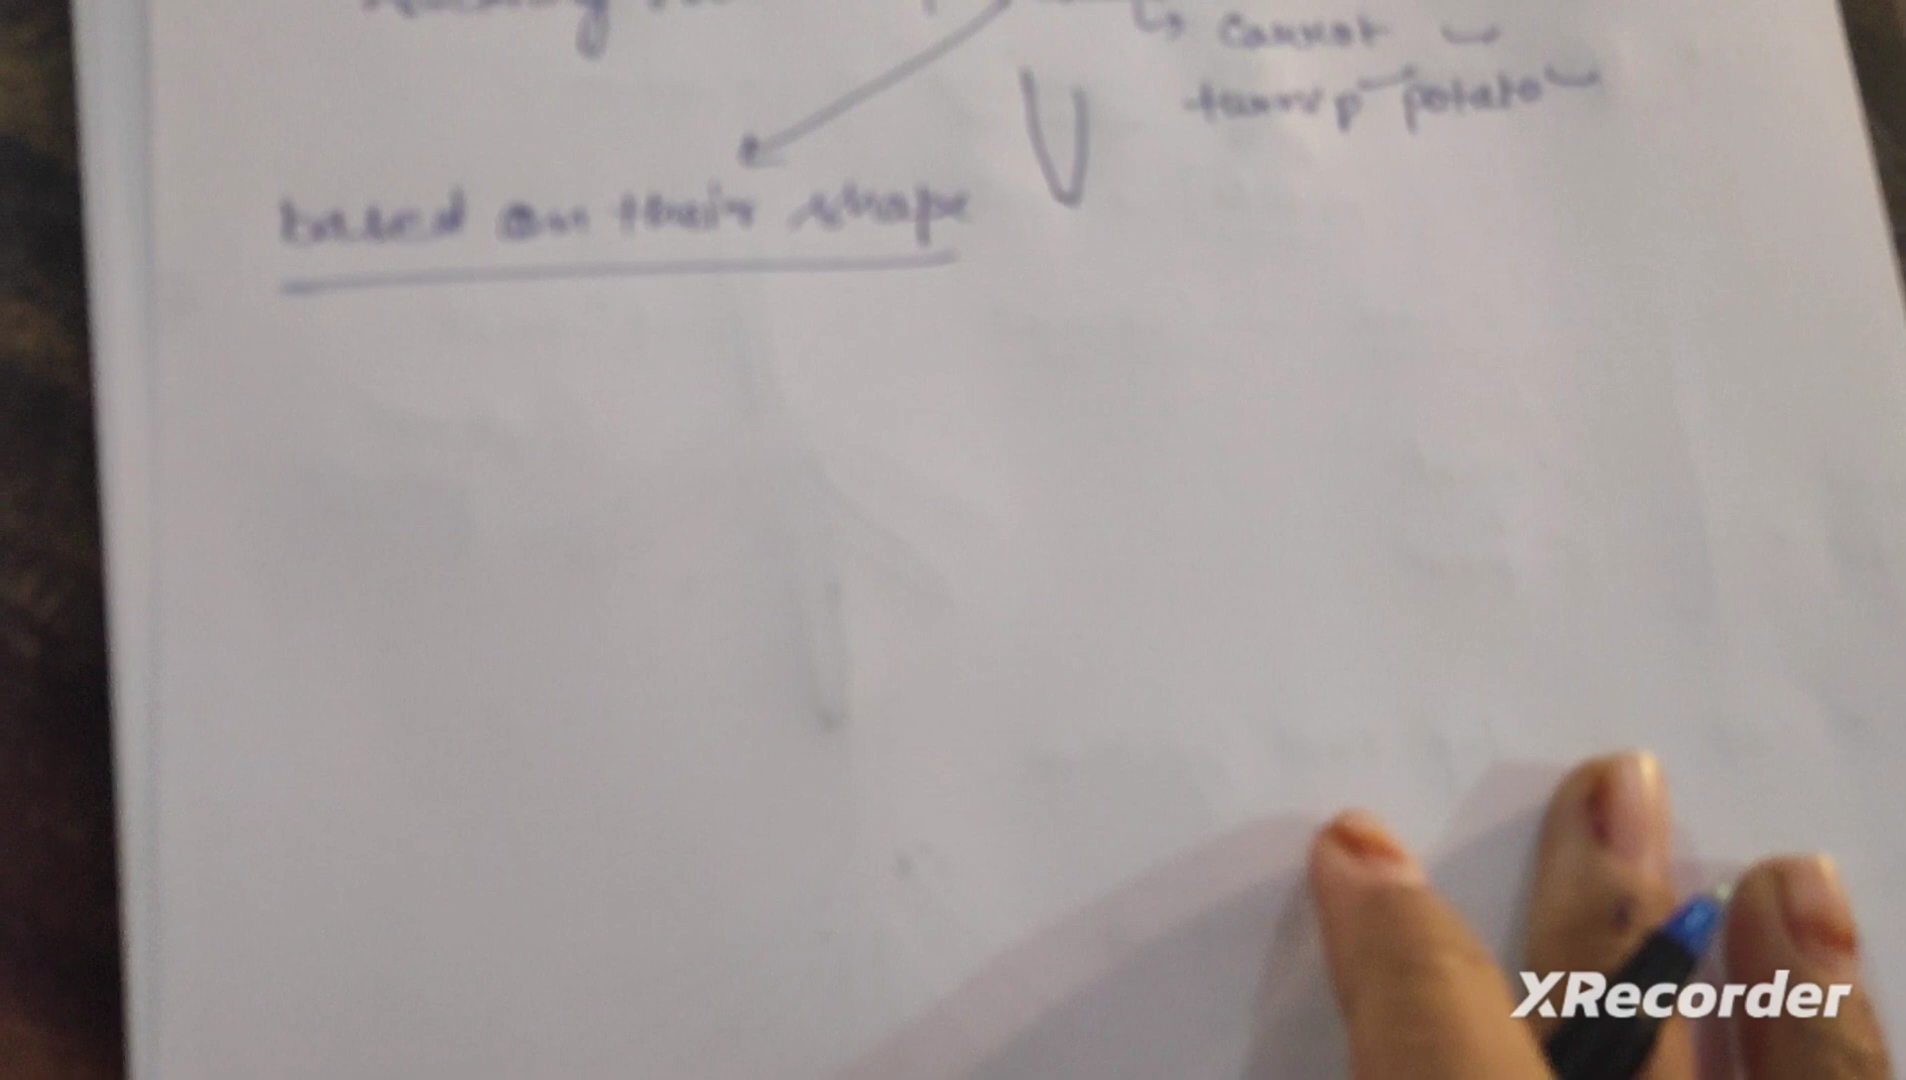 ↳ carrot
turnip potato
based on their shape
XRecorder